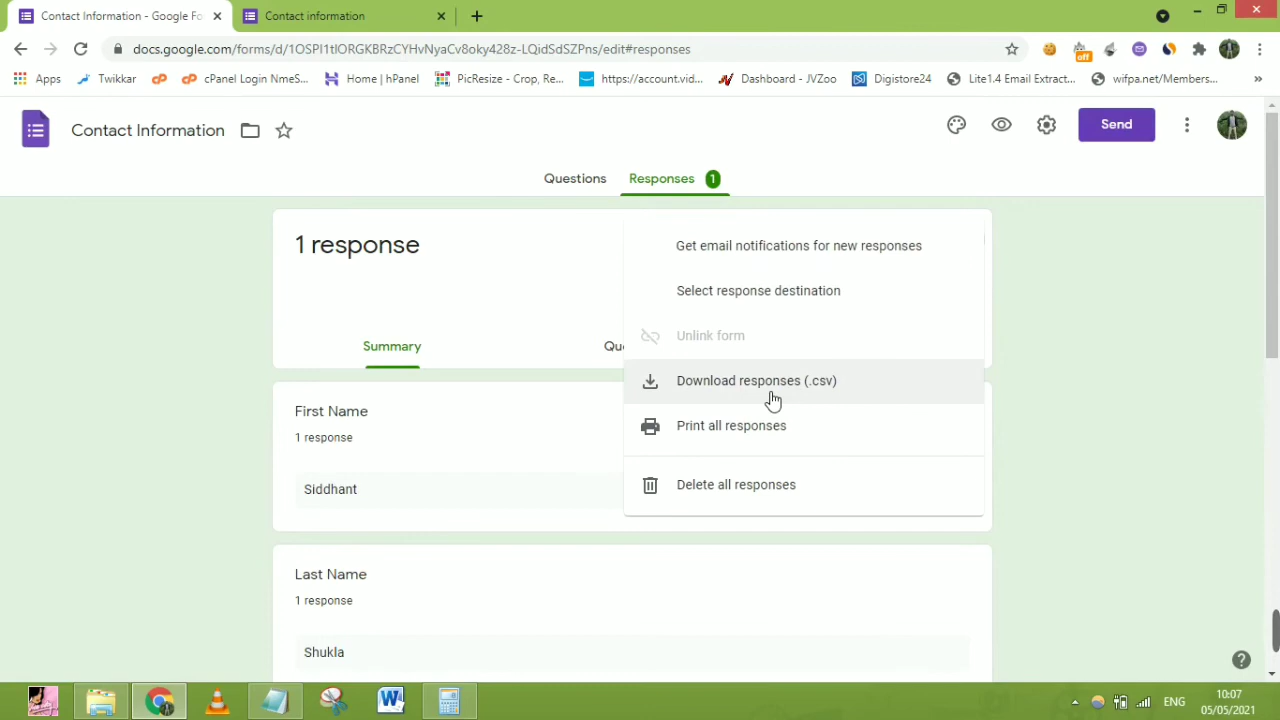 Contact Information - Google Fo
Contact information
docs.google.com/forms/d/1OSPI1tlORGKBRzCYHvNyaCv8oky428z-LQidSdSZPns/edit#responses
off
Apps
Twikkar
cPanel Login NmeS...
Home | hPanel
PicResize - Crop, Re...
https://account.vid...
Dashboard - JVZoo
Digistore24
Lite1.4 Email Extract...
wifpa.net/Members...
»
Contact Information
Send
Questions
Responses 1
1 response
Get email notifications for new responses
Select response destination
Unlink form
Summary
Que
Download responses (.csv)
First Name
Print all responses
1 response
Delete all responses
Siddhant
Last Name
1 response
Shukla
ENG
10:07
05/05/2021